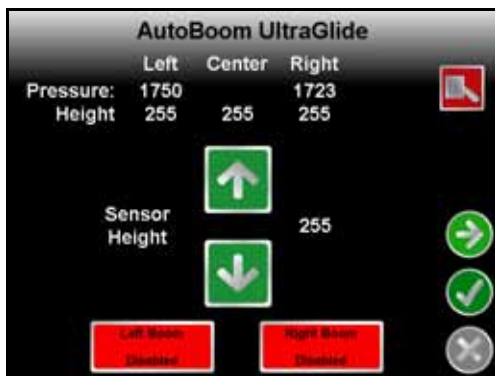 AutoBoom UltraGlide
Left Center Right
Pressure: 1750 1723
Height 255 255 255
Sensor
Height
255
Left Boom
Disabled
Right Boom
Disabled